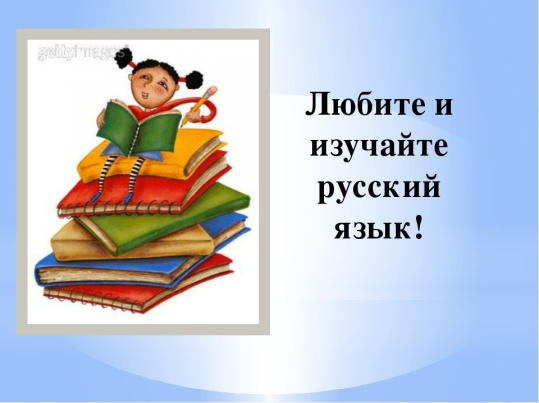 Любите и
изучайте
русский
язык!